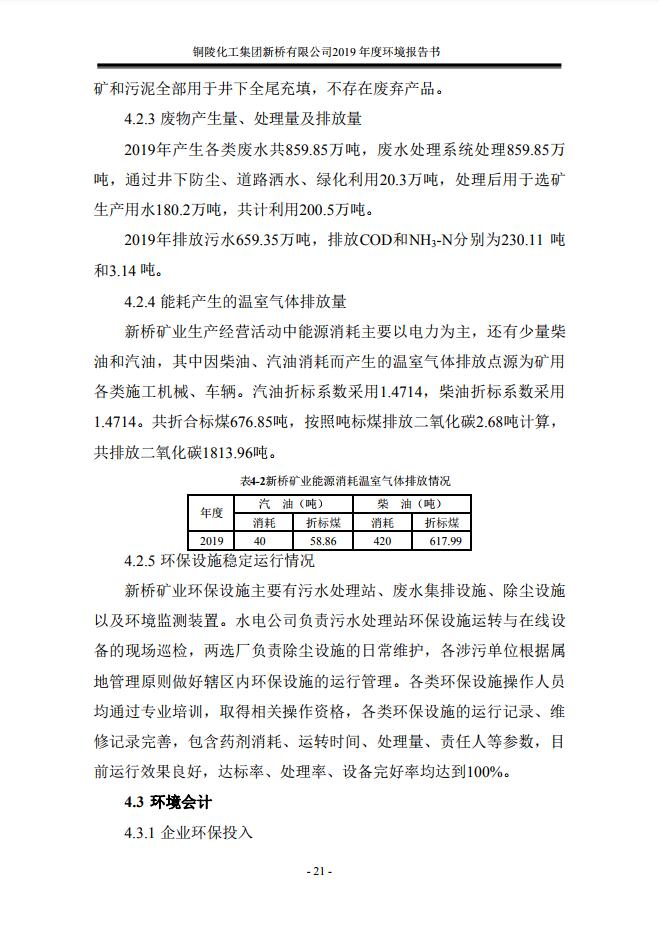 铜陵化工集团新桥有限公司2019 年度环境报告书
矿和污泥全部用于井下全尾充填，不存在废弃产品。
4.2.3 废物产生量、处理量及排放量
2019年产生各类废水共859.85万吨，废水处理系统处理859.85万
吨，通过井下防尘、道路洒水、绿化利用20.3万吨，处理后用于选矿
生产用水180.2万吨，共计利用200.5万吨。
2019年排放污水659.35万吨，排放COD和NH₃-N分别为230.11 吨
和3.14 吨。
4.2.4 能耗产生的温室气体排放量
新桥矿业生产经营活动中能源消耗主要以电力为主，还有少量柴
油和汽油，其中因柴油、汽油消耗而产生的温室气体排放点源为矿用
各类施工机械、车辆。汽油折标系数采用1.4714，柴油折标系数采用
1.4714。共折合标煤676.85吨，按照吨标煤排放二氧化碳2.68吨计算，
共排放二氧化碳1813.96吨。
表4-2新桥矿业能源消耗温室气体排放情况
年度 汽 油（吨） 柴 油（吨）
消耗 折标煤 消耗 折标煤
2019 40 58.86 420 617.99
4.2.5 环保设施稳定运行情况
新桥矿业环保设施主要有污水处理站、废水集排设施、除尘设施
以及环境监测装置。水电公司负责污水处理站环保设施运转与在线设
备的现场巡检，两选厂负责除尘设施的日常维护，各涉污单位根据属
地管理原则做好辖区内环保设施的运行管理。各类环保设施操作人员
均通过专业培训，取得相关操作资格，各类环保设施的运行记录、维
修记录完善，包含药剂消耗、运转时间、处理量、责任人等参数，目
前运行效果良好，达标率、处理率、设备完好率均达到100%。
4.3 环境会计
4.3.1 企业环保投入
- 21 -